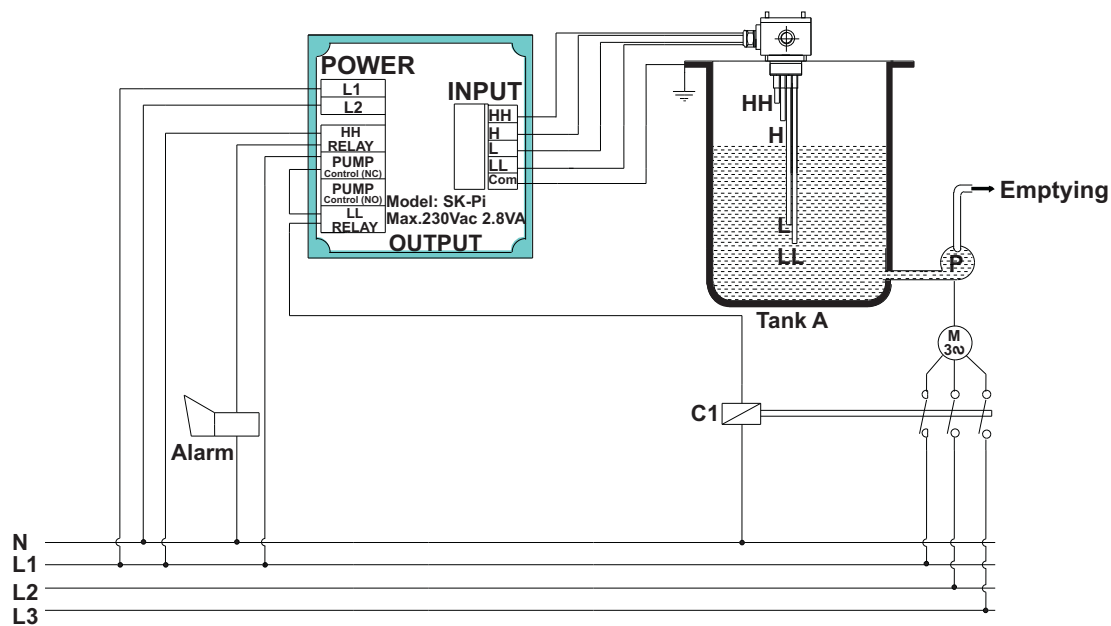 POWER
L1
L2
HH
RELAY
PUMP
Control (NC)
PUMP
Control (NO)
LL
RELAY
INPUT
HH
H
L
LL
Com
Model: SK-Pi
Max.230Vac 2.8VA
OUTPUT
HH
H
L
LL
Tank A
P
Emptying
M
3∾
C1
Alarm
N
L1
L2
L3